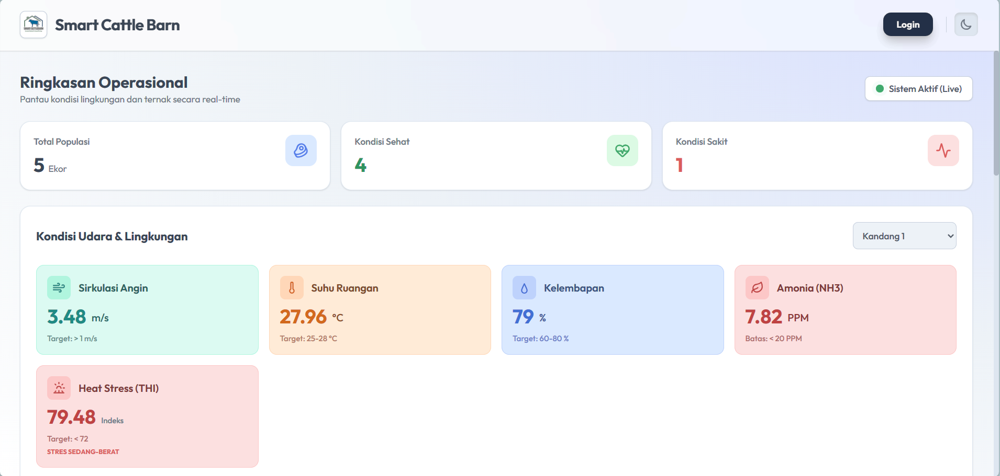 Smart Cattle Barn
Login
Ringkasan Operasional
Pantau kondisi lingkungan dan ternak secara real-time
Sistem Aktif (Live)
Total Populasi
5 Ekor
Kondisi Sehat
4
Kondisi Sakit
1
Kondisi Udara & Lingkungan
Kandang 1
Sirkulasi Angin
3.48 m/s
Target: > 1 m/s
Suhu Ruangan
27.96 °C
Target: 25-28 °C
Kelembapan
79 %
Target: 60-80 %
Amonia (NH3)
7.82 PPM
Batas: < 20 PPM
Heat Stress (THI)
79.48 Indeks
Target: < 72
STRES SEDANG-BERAT